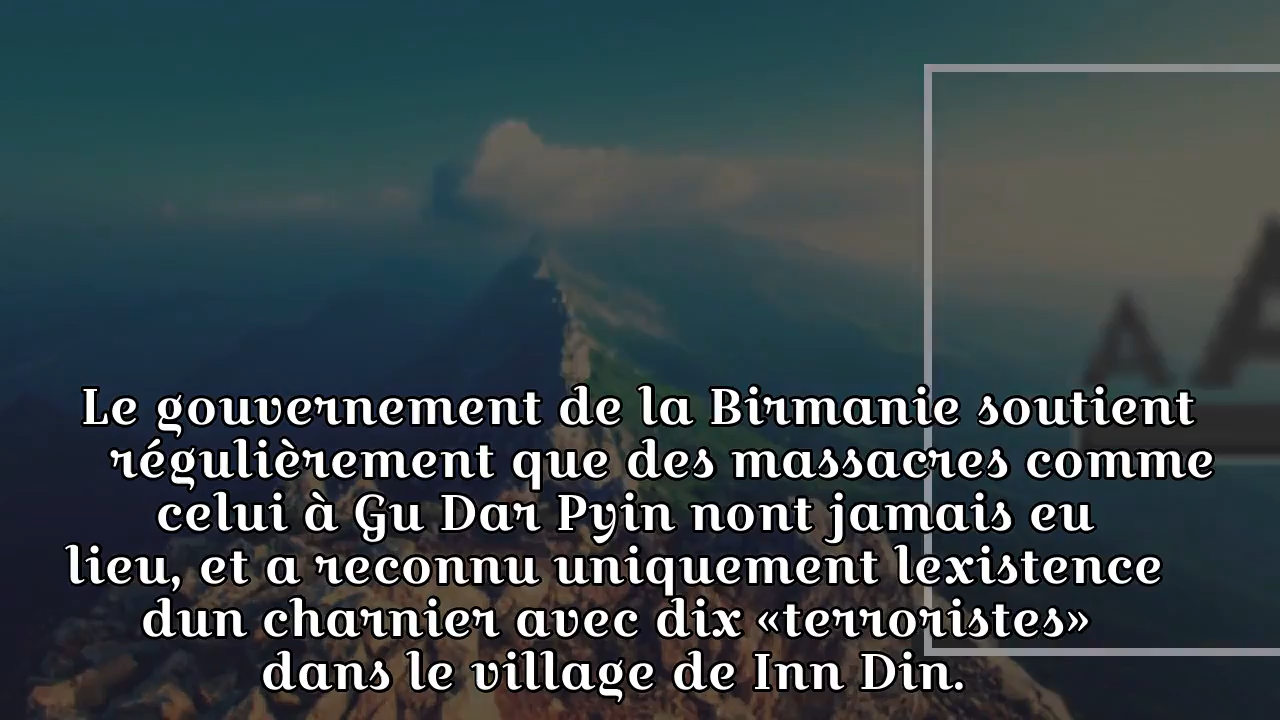 Le gouvernement de la Birmanie soutient
régulièrement que des massacres comme
celui à Gu Dar Pyin nont jamais eu
lieu, et a reconnu uniquement lexistence
dun charnier avec dix «terroristes»
dans le village de Inn Din.
A A